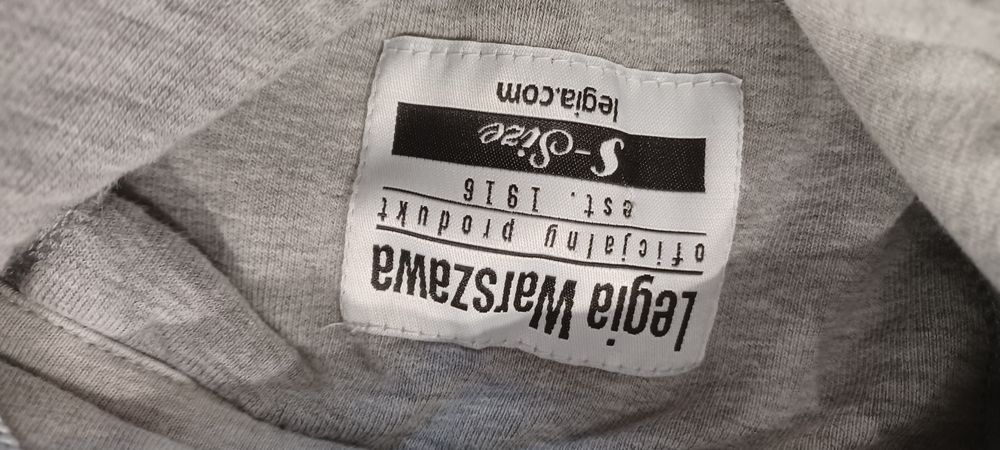 Legia Warszawa
oficjalny produkt
est. 1916
S-Size
legia.com